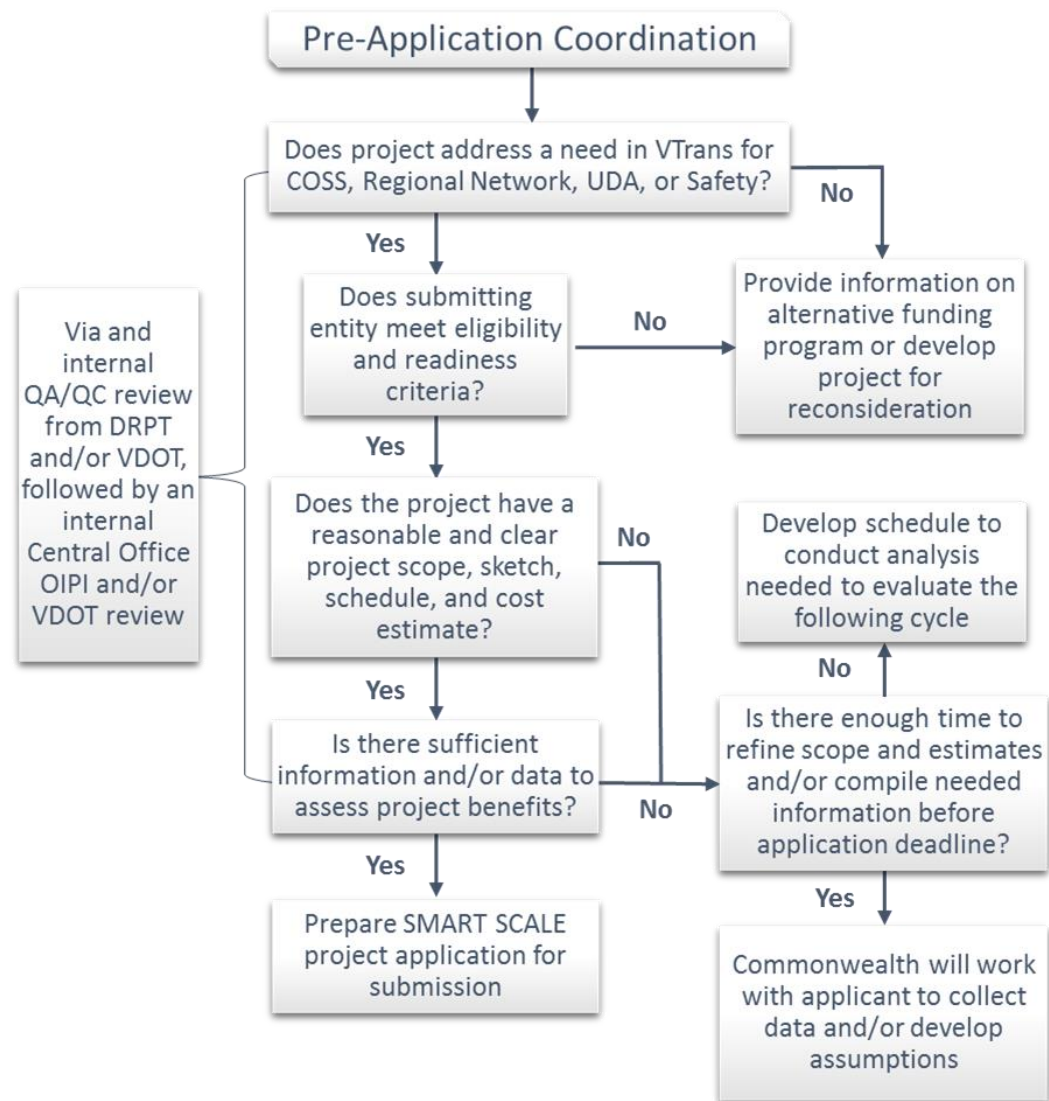 Pre-Application Coordination
Does project address a need in VTrans for
COSS, Regional Network, UDA, or Safety?
No
Yes
Does submitting
entity meet eligibility
and readiness
criteria?
No
Provide information on
alternative funding
program or develop
project for
reconsideration
Via and
internal
QA/QC review
from DRPT
and/or VDOT,
followed by an
internal
Central Office
OIPI and/or
VDOT review
Yes
Does the project have a
reasonable and clear
project scope, sketch,
schedule, and cost
estimate?
No
Develop schedule to
conduct analysis
needed to evaluate the
following cycle
No
Yes
Is there sufficient
information and/or data to
assess project benefits?
No
Is there enough time to
refine scope and estimates
and/or compile needed
information before
application deadline?
Yes
Yes
Prepare SMART SCALE
project application for
submission
Commonwealth will work
with applicant to collect
data and/or develop
assumptions